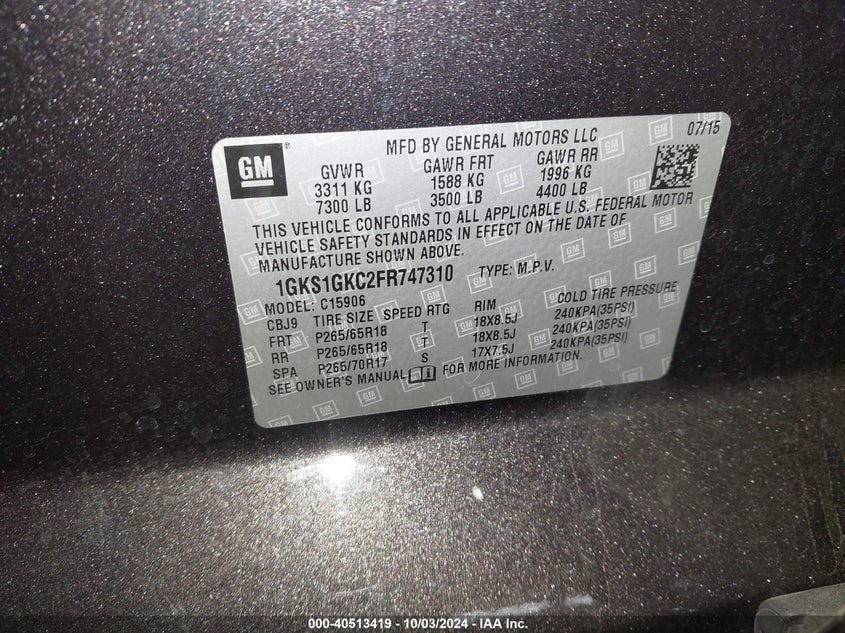 MFD BY GENERAL MOTORS LLC 07/15
GM
GVWR GAWR FRT GAWR RR
3311 KG 1588 KG 1996 KG
7300 LB 3500 LB 4400 LB
THIS VEHICLE CONFORMS TO ALL APPLICABLE U.S. FEDERAL MOTOR
VEHICLE SAFETY STANDARDS IN EFFECT ON THE DATE OF
MANUFACTURE SHOWN ABOVE.
1GKS1GKC2FR747310 TYPE: M.P.V.
MODEL: C15906
CBJ9 TIRE SIZE SPEED RTG RIM COLD TIRE PRESSURE
FRT P265/65R18 T 18X8.5J 240KPA(35PSI)
RR P265/65R18 T 18X8.5J 240KPA(35PSI)
SPA P265/70R17 S 17X7.5J 240KPA(35PSI)
SEE OWNER'S MANUAL FOR MORE INFORMATION.
000-40513419 - 10/03/2024 - IAA Inc.